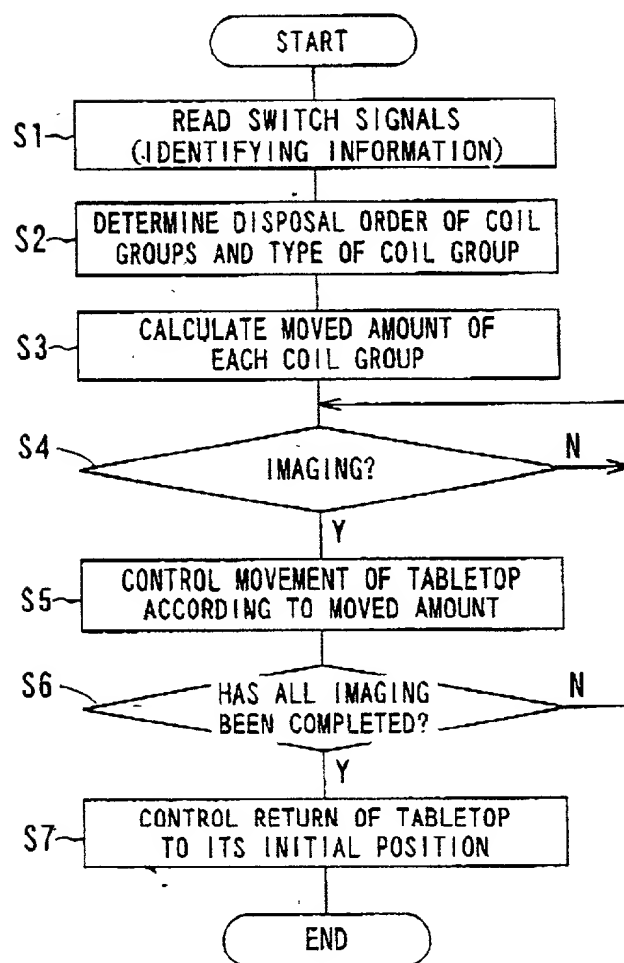 START
S1
READ SWITCH SIGNALS
(IDENTIFYING INFORMATION)
S2
DETERMINE DISPOSAL ORDER OF COIL
GROUPS AND TYPE OF COIL GROUP
S3
CALCULATE MOVED AMOUNT OF
EACH COIL GROUP
S4
IMAGING?
N
Y
S5
CONTROL MOVEMENT OF TABLETOP
ACCORDING TO MOVED AMOUNT
S6
HAS ALL IMAGING
BEEN COMPLETED?
N
Y
S7
CONTROL RETURN OF TABLETOP
TO ITS INITIAL POSITION
END